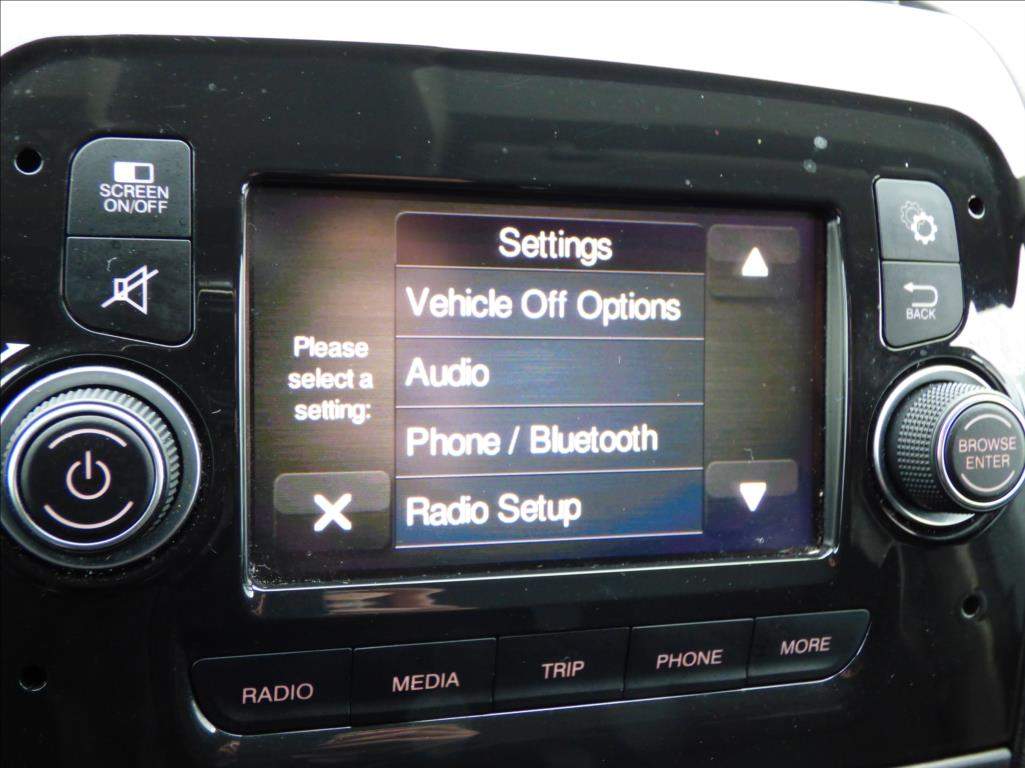 SCREEN
ON/OFF
Settings
Vehicle Off Options
Please
select a
setting:
Audio
Phone / Bluetooth
Radio Setup
BACK
BROWSE
ENTER
RADIO
MEDIA
TRIP
PHONE
MORE